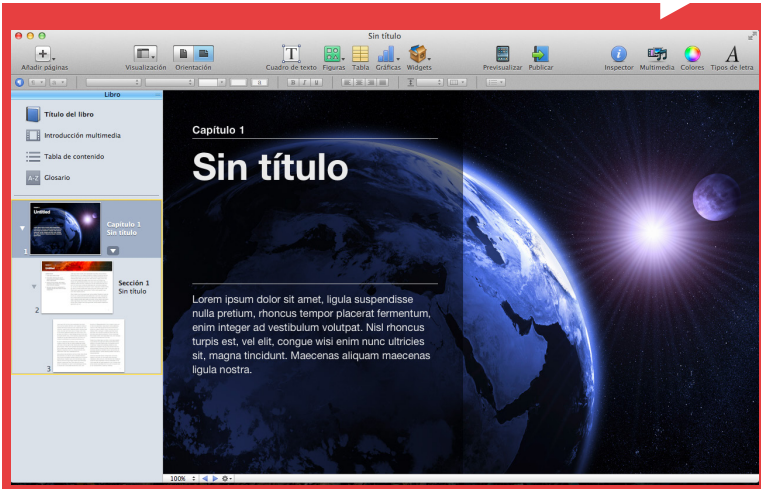 Sin título
Añadir páginas
Visualización
Orientación
Cuadro de texto
Figuras
Tabla
Gráficas
Widgets
Previsualizar
Publicar
Inspector
Multimedia
Colores
Tipos de letra
a
B I U
T
Libro
Título del libro
Introducción multimedia
Tabla de contenido
A-Z Glosario
Untitled
Capítulo 1
Sin título
1
Sección 1
Sin título
2
3
Capítulo 1
Sin título
Lorem ipsum dolor sit amet, ligula suspendisse
nulla pretium, rhoncus tempor placerat fermentum,
enim integer ad vestibulum volutpat. Nisl rhoncus
turpis est, vel elit, congue wisi enim nunc ultricies
sit, magna tincidunt. Maecenas aliquam maecenas
ligula nostra.
100%